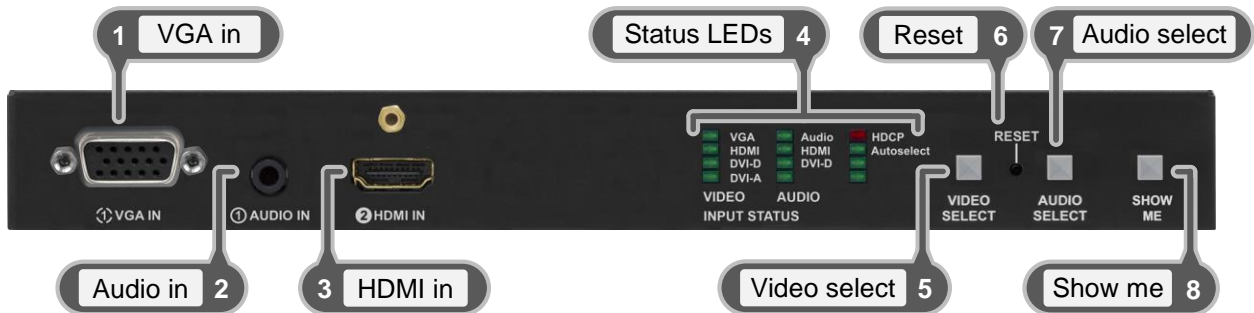 1 VGA in
Status LEDs 4
Reset 6
7 Audio select
VGA
HDMI
DVI-D
DVI-A
VIDEO
Audio
HDMI
DVI-D
AUDIO
INPUT STATUS
HDCP
Autoselect
RESET
① VGA IN
① AUDIO IN
❷ HDMI IN
VIDEO
SELECT
AUDIO
SELECT
SHOW
ME
Audio in 2
3 HDMI in
Video select 5
Show me 8